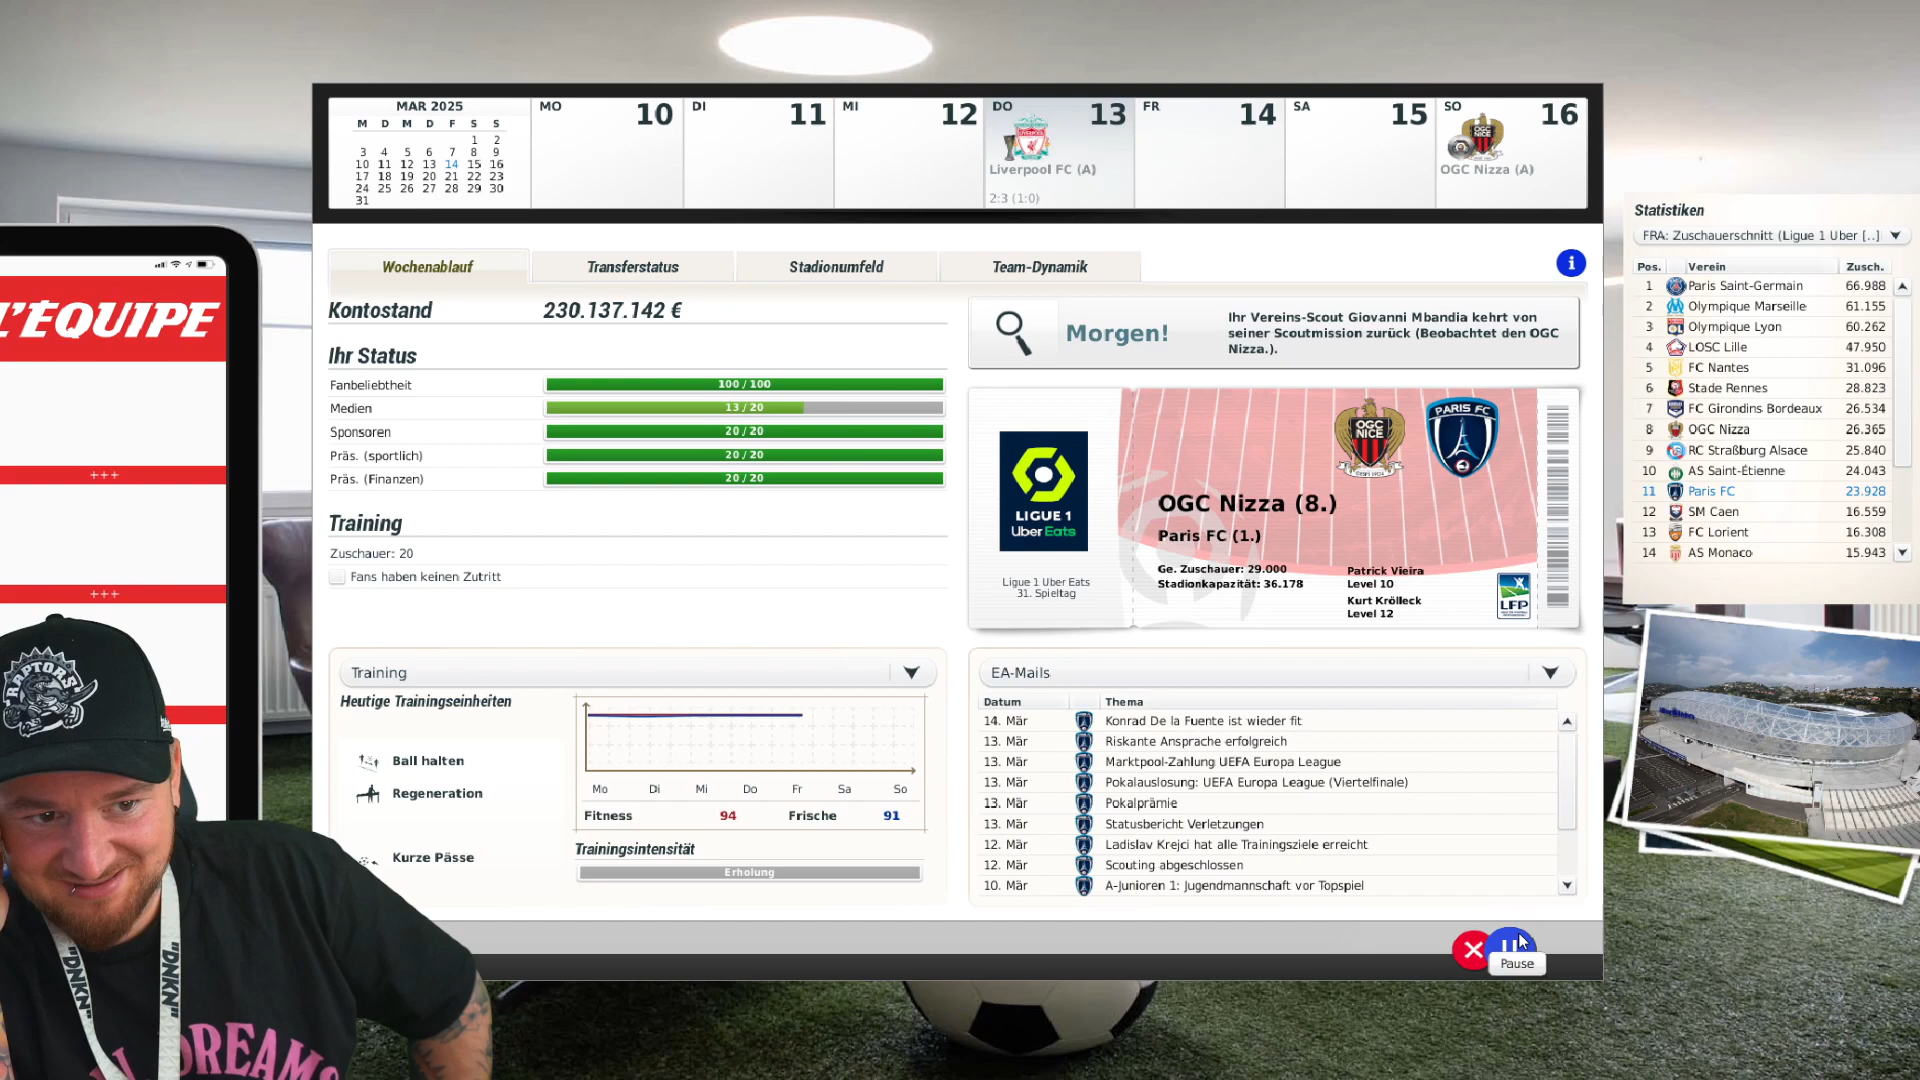 MAR 2025
M D M D F S S
1 2
3 4 5 6 7 8 9
10 11 12 13 14 15 16
17 18 19 20 21 22 23
24 25 26 27 28 29 30
31
MO 10
DI 11
MI 12
DO 13
Liverpool FC (A)
2:3 (1:0)
FR 14
SA 15
SO 16
OGC Nizza (A)
L'ÉQUIPE
+++
+++
Wochenablauf
Transferstatus
Stadionumfeld
Team-Dynamik
i
Kontostand 230.137.142 €
Ihr Status
Fanbeliebtheit 100 / 100
Medien 13 / 20
Sponsoren 20 / 20
Präs. (sportlich) 20 / 20
Präs. (Finanzen) 20 / 20
Training
Zuschauer: 20
Fans haben keinen Zutritt
Morgen!
Ihr Vereins-Scout Giovanni Mbandia kehrt von
seiner Scoutmission zurück (Beobachtet den OGC
Nizza.).
LIGUE 1
Uber Eats
Ligue 1 Uber Eats
31. Spieltag
OGC NICE
PARIS FC
OGC Nizza (8.)
Paris FC (1.)
Ge. Zuschauer: 29.000
Stadionkapazität: 36.178
Patrick Vieira
Level 10
Kurt Krölleck
Level 12
LFP
Training
Heutige Trainingseinheiten
Ball halten
Regeneration
Kurze Pässe
Mo Di Mi Do Fr Sa So
Fitness 94 Frische 91
Trainingsintensität
Erholung
EA-Mails
Datum Thema
14. Mär Konrad De la Fuente ist wieder fit
13. Mär Riskante Ansprache erfolgreich
13. Mär Marktpool-Zahlung UEFA Europa League
13. Mär Pokalauslosung: UEFA Europa League (Viertelfinale)
13. Mär Pokalprämie
13. Mär Statusbericht Verletzungen
12. Mär Ladislav Krejci hat alle Trainingsziele erreicht
12. Mär Scouting abgeschlossen
10. Mär A-Junioren 1: Jugendmannschaft vor Topspiel
Pause
Statistiken
FRA: Zuschauerschnitt (Ligue 1 Uber [..]
Pos. Verein Zusch.
1 Paris Saint-Germain 66.988
2 Olympique Marseille 61.155
3 Olympique Lyon 60.262
4 LOSC Lille 47.950
5 FC Nantes 31.096
6 Stade Rennes 28.823
7 FC Girondins Bordeaux 26.534
8 OGC Nizza 26.365
9 RC Straßburg Alsace 25.840
10 AS Saint-Étienne 24.043
11 Paris FC 23.928
12 SM Caen 16.559
13 FC Lorient 16.308
14 AS Monaco 15.943
RAPTORS
"DNKN"
"DNKN"
DREAMS